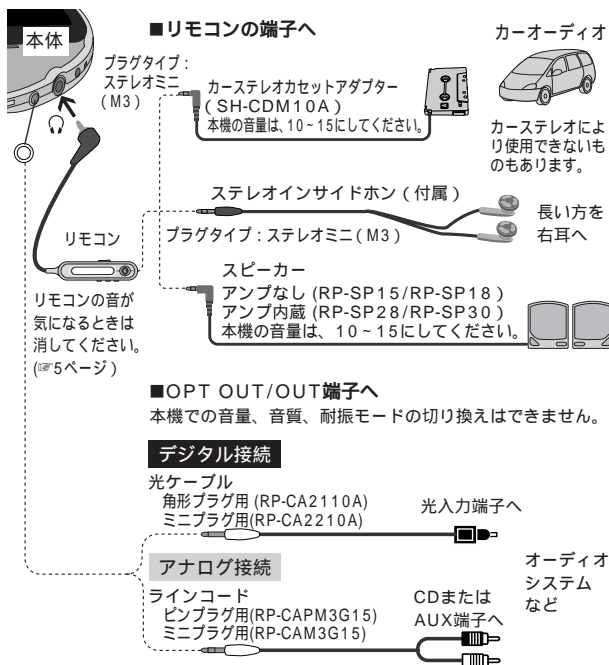 本体
■リモコンの端子へ
プラグタイプ：
ステレオミニ
（M3）
カーステレオカセットアダプター
（SH-CDM10A）
本機の音量は、10~15にしてください。
カーオーディオ
カーステレオによ
り使用できないも
のもあります。
ステレオインサイドホン（付属）
プラグタイプ：ステレオミニ（M3）
長い方を
右耳へ
リモコン
リモコンの音が
気になるときは
消してください。
(☞5ページ）
スピーカー
アンプなし (RP-SP15/RP-SP18）
アンプ内蔵 (RP-SP28/RP-SP30）
本機の音量は、10~15にしてください。
■OPT OUT/OUT端子へ
本機での音量、音質、耐振モードの切り換えはできません。
デジタル接続
光ケーブル
角形プラグ用 (RP-CA2110A)
ミニプラグ用(RP-CA2210A)
光入力端子へ
アナログ接続
ラインコード
ピンプラグ用(RP-CAPM3G15)
ミニプラグ用(RP-CAM3G15)
CDまたは
AUX端子へ
オーディオ
システム
など